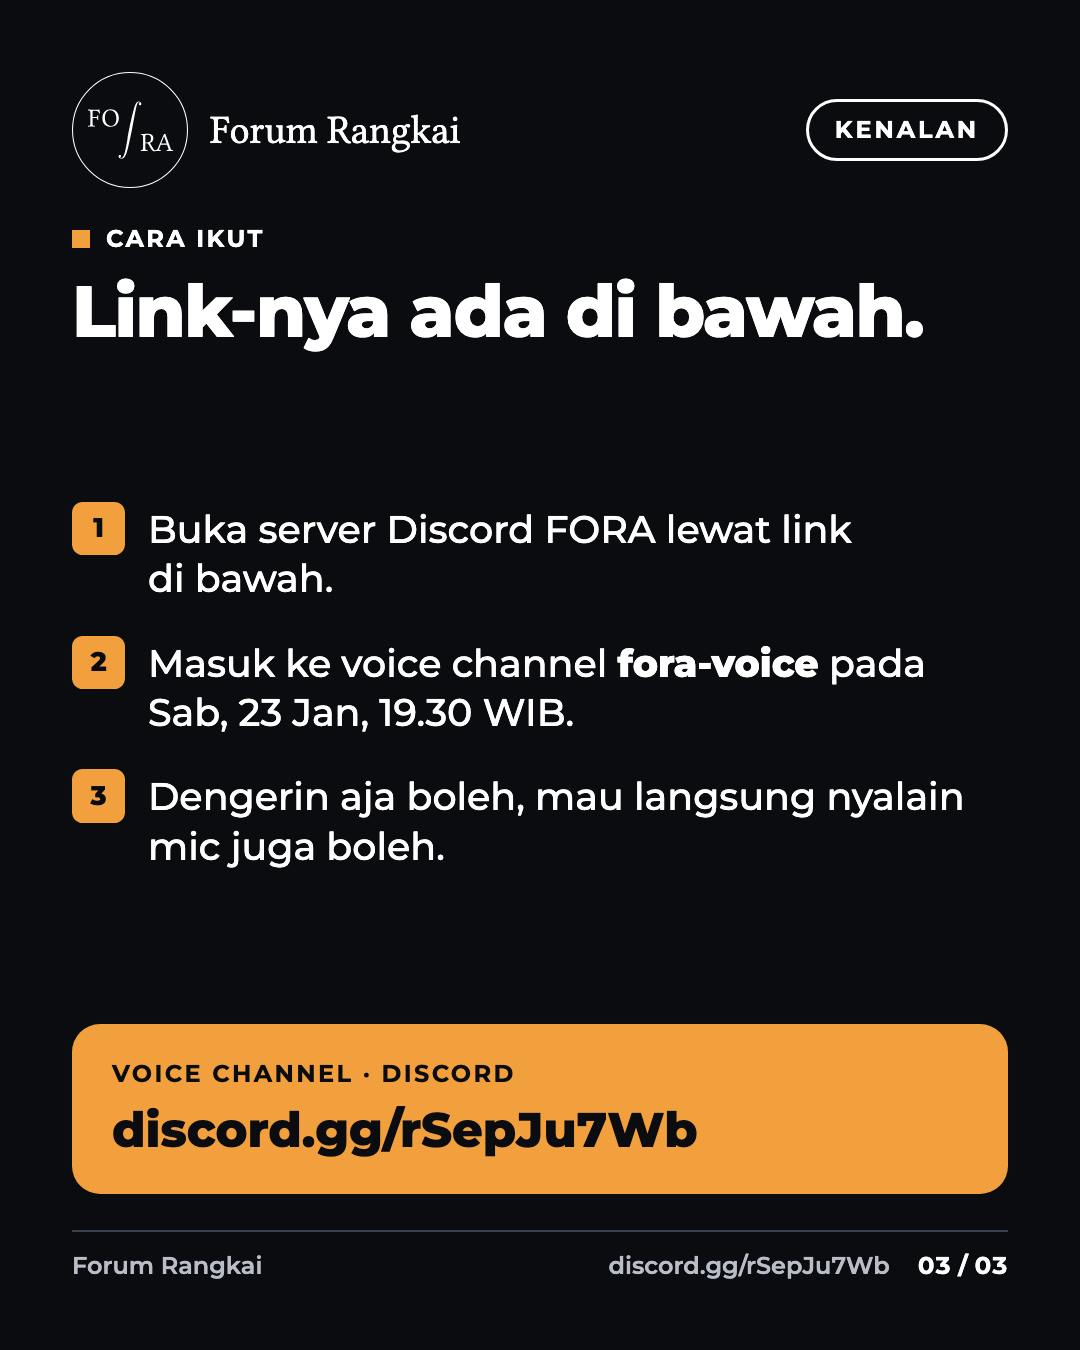 FO
RA
Forum Rangkai
KENALAN
CARA IKUT
Link-nya ada di bawah.
1
Buka server Discord FORA lewat link
di bawah.
2
Masuk ke voice channel fora-voice pada
Sab, 23 Jan, 19.30 WIB.
3
Dengerin aja boleh, mau langsung nyalain
mic juga boleh.
VOICE CHANNEL · DISCORD
discord.gg/rSepJu7Wb
Forum Rangkai
discord.gg/rSepJu7Wb
03 / 03